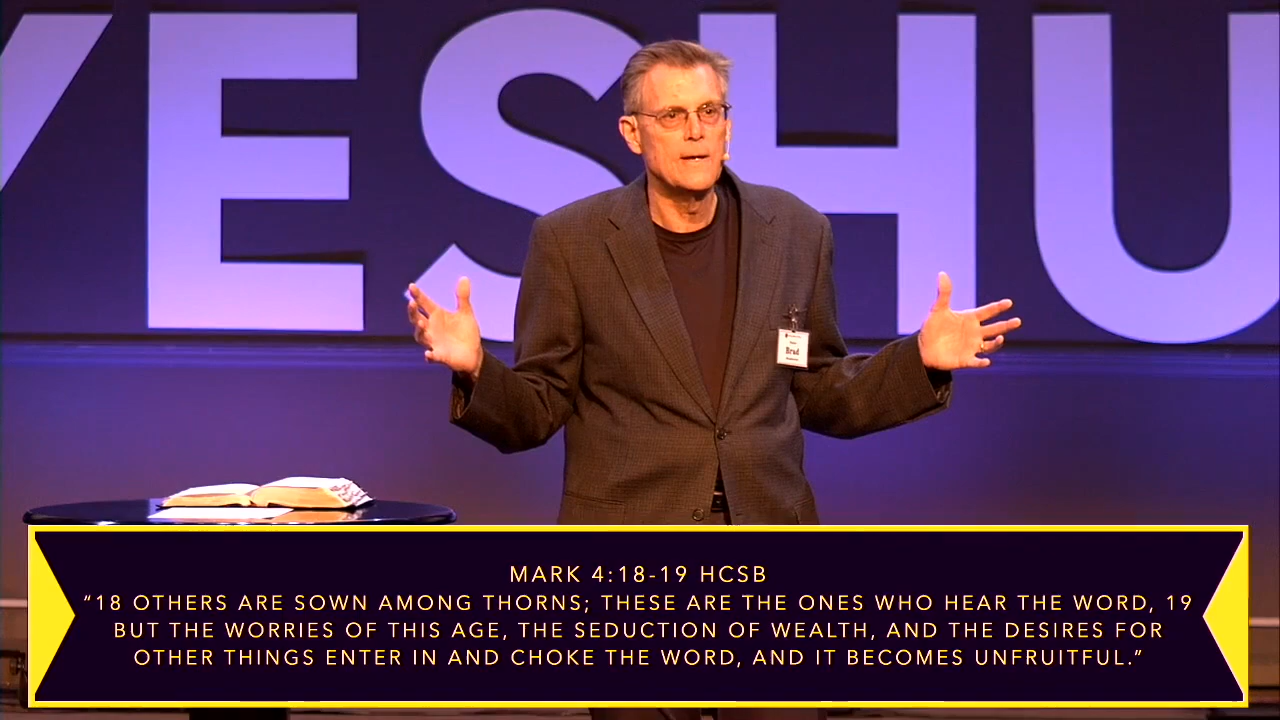 YESHU
Brad
MARK 4:18-19 HCSB
“18 OTHERS ARE SOWN AMONG THORNS; THESE ARE THE ONES WHO HEAR THE WORD, 19
BUT THE WORRIES OF THIS AGE, THE SEDUCTION OF WEALTH, AND THE DESIRES FOR
OTHER THINGS ENTER IN AND CHOKE THE WORD, AND IT BECOMES UNFRUITFUL.”